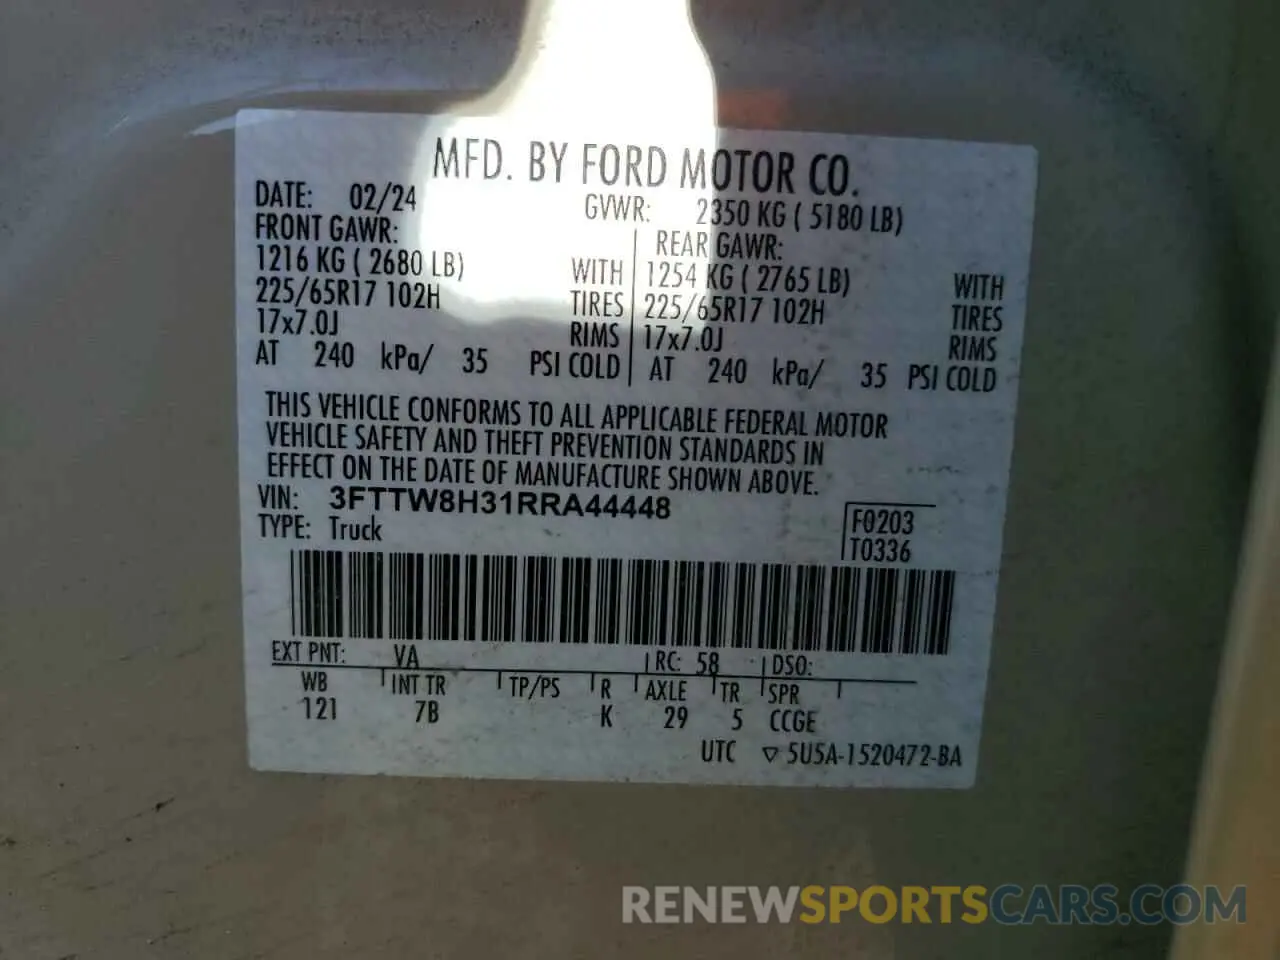 MFD. BY FORD MOTOR CO.
DATE: 02/24 GVWR: 2350 KG ( 5180 LB)
FRONT GAWR: REAR GAWR:
1216 KG ( 2680 LB) WITH 1254 KG ( 2765 LB) WITH
225/65R17 102H TIRES 225/65R17 102H TIRES
17x7.0J RIMS 17x7.0J RIMS
AT 240 kPa/ 35 PSI COLD AT 240 kPa/ 35 PSI COLD
THIS VEHICLE CONFORMS TO ALL APPLICABLE FEDERAL MOTOR
VEHICLE SAFETY AND THEFT PREVENTION STANDARDS IN
EFFECT ON THE DATE OF MANUFACTURE SHOWN ABOVE.
VIN: 3FTTW8H31RRA44448
TYPE: Truck
F0203
T0336
EXT PNT: VA RC: 58 DSO:
WB INT TR TP/PS R AXLE TR SPR
121 7B K 29 5 CCGE
UTC ▽ 5U5A-1520472-BA
RENEWSPORTSCARS.COM